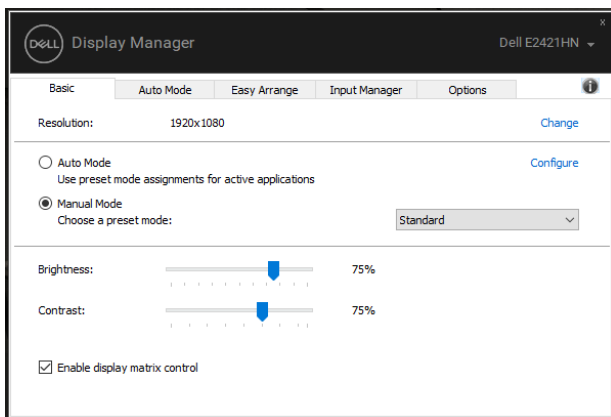 x
DELL Display Manager Dell E2421HN
Basic Auto Mode Easy Arrange Input Manager Options i
Resolution: 1920x1080 Change
Auto Mode Configure
Use preset mode assignments for active applications
Manual Mode
Choose a preset mode: Standard
Brightness: 75%
Contrast: 75%
Enable display matrix control